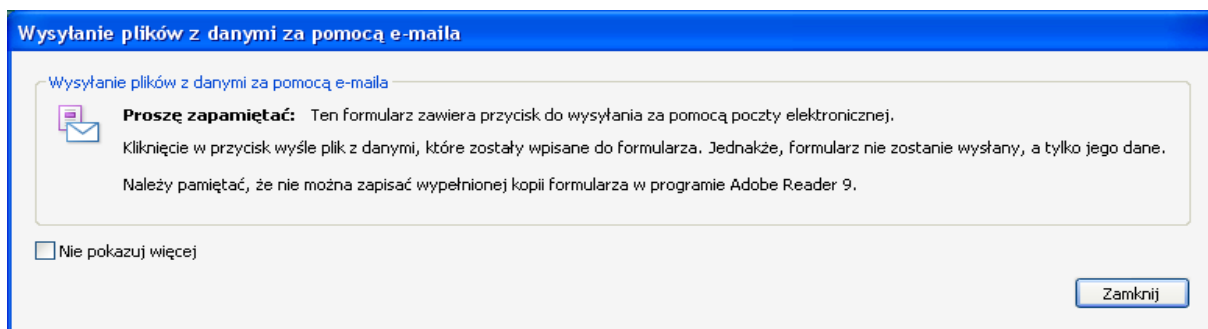 Wysyłanie plików z danymi za pomocą e-maila
Wysyłanie plików z danymi za pomocą e-maila
Proszę zapamiętać: Ten formularz zawiera przycisk do wysyłania za pomocą poczty elektronicznej.
Kliknięcie w przycisk wyśle plik z danymi, które zostały wpisane do formularza. Jednakże, formularz nie zostanie wysłany, a tylko jego dane.
Należy pamiętać, że nie można zapisać wypełnionej kopii formularza w programie Adobe Reader 9.
Nie pokazuj więcej
Zamknij